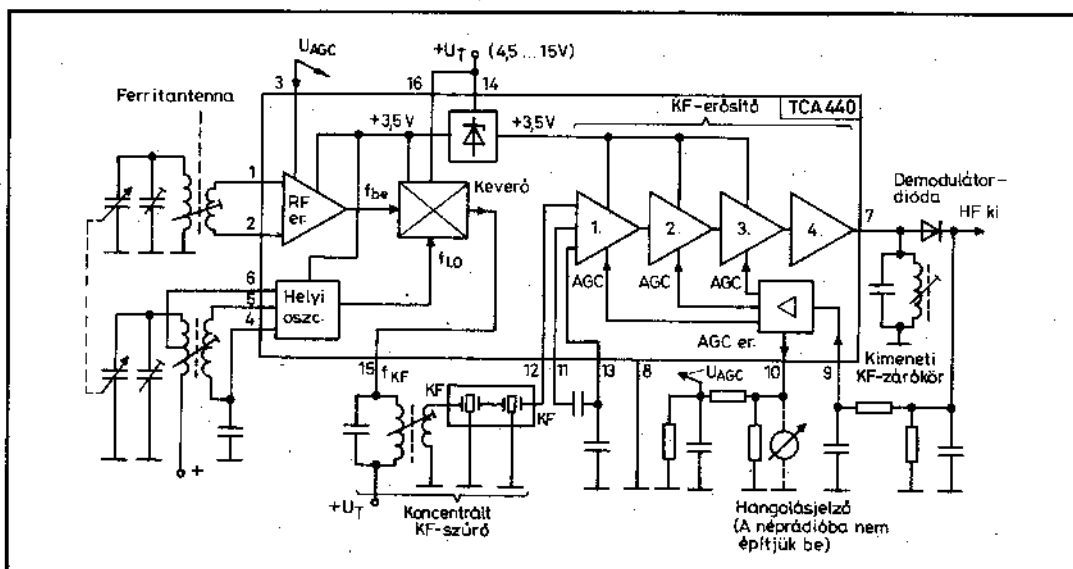 U_AGC
3
+U_T (4,5 ... 15V)
16
14
Ferritantenna
KF-erősítő
TCA 440
+3,5V
+3,5V
1
2
RF
er.
f_be
Keverő
1.
2.
3.
4.
7
Demodulátor-
dióda
HF ki
f_LO
AGC
AGC
AGC
6
5
4
Helyi
oszc.
AGC er.
15
f_KF
12
11
13
8
U_AGC
10
9
Kimeneti
KF-zárókör
KF
KF
+
+U_T
Koncentrált
KF-szűrő
Hangolásjelző
(A néprádióba nem
építjük be)